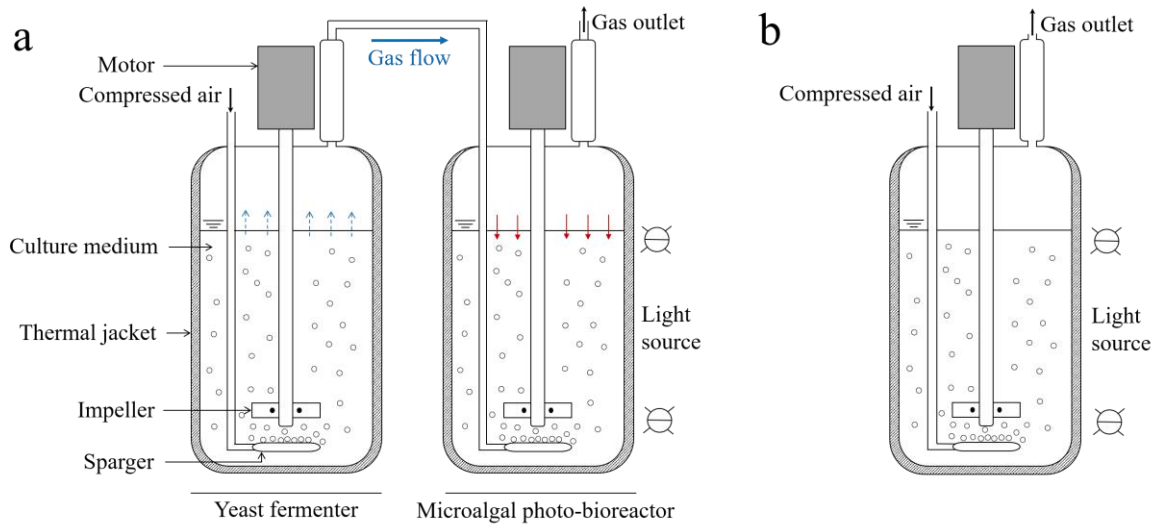 a
Gas outlet
Motor
Gas flow
Compressed air
Culture medium
Thermal jacket
Light
source
Impeller
Sparger
Yeast fermenter
Microalgal photo-bioreactor
b
Gas outlet
Compressed air
Light
source